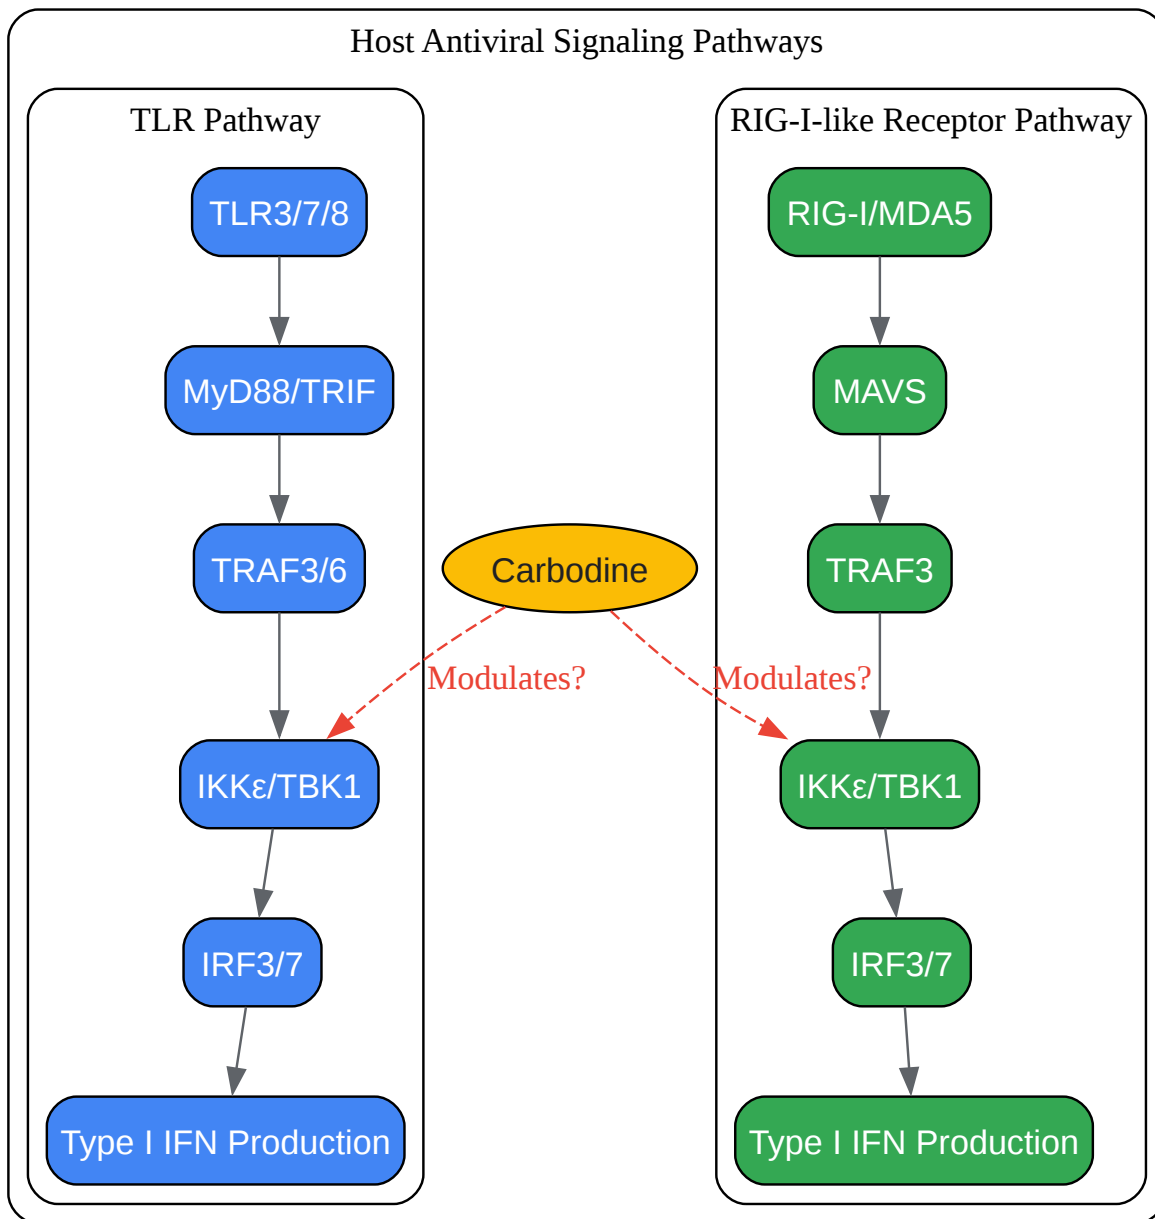 Host Antiviral Signaling Pathways
TLR Pathway
TLR3/7/8
MyD88/TRIF
TRAF3/6
IKKε/TBK1
IRF3/7
Type I IFN Production
Carbodine
Modulates?
Modulates?
RIG-I-like Receptor Pathway
RIG-I/MDA5
MAVS
TRAF3
IKKε/TBK1
IRF3/7
Type I IFN Production